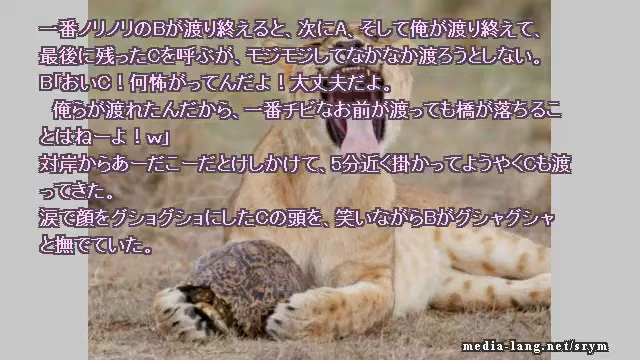 一番ノリノリのBが渡り終えると、次にA、そして俺が渡り終えて、
最後に残ったCを呼ぶが、モジモジしてなかなか渡ろうとしない。
B「おいC！何怖がってんだよ！大丈夫だよ。
　俺らが渡れたんだから、一番チビなお前が渡っても橋が落ちるこ
とはねーよ！ｗ」
対岸からあーだこーだとけしかけて、5分近く掛かってようやくCも渡
ってきた。
涙で顔をグショグショにしたCの頭を、笑いながらBがグシャグシャ
と撫でていた。
media-lang.net/srym